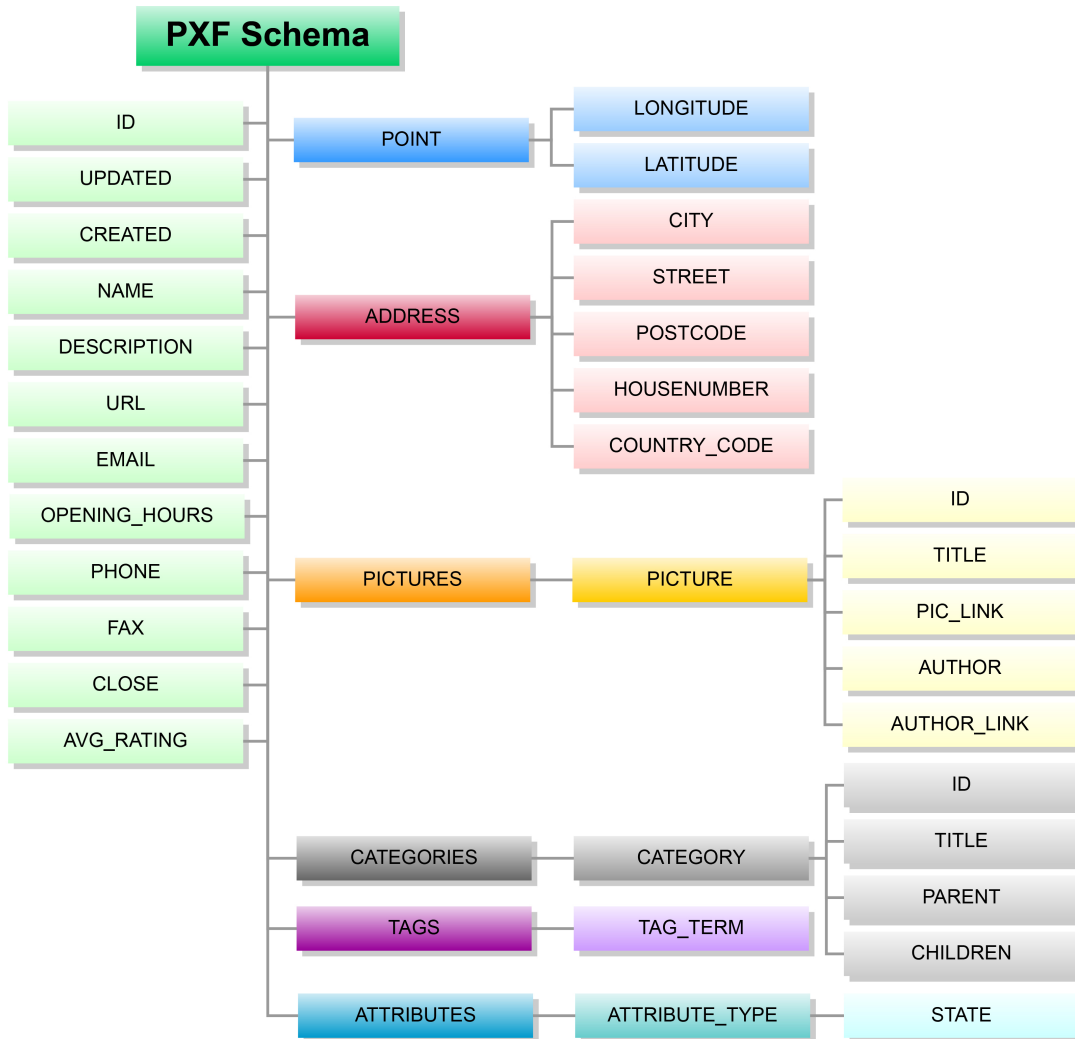 PXF Schema
ID
UPDATED
CREATED
NAME
DESCRIPTION
URL
EMAIL
OPENING_HOURS
PHONE
FAX
CLOSE
AVG_RATING
POINT
LONGITUDE
LATITUDE
ADDRESS
CITY
STREET
POSTCODE
HOUSENUMBER
COUNTRY_CODE
PICTURES
PICTURE
ID
TITLE
PIC_LINK
AUTHOR
AUTHOR_LINK
CATEGORIES
CATEGORY
ID
TITLE
PARENT
CHILDREN
TAGS
TAG_TERM
ATTRIBUTES
ATTRIBUTE_TYPE
STATE